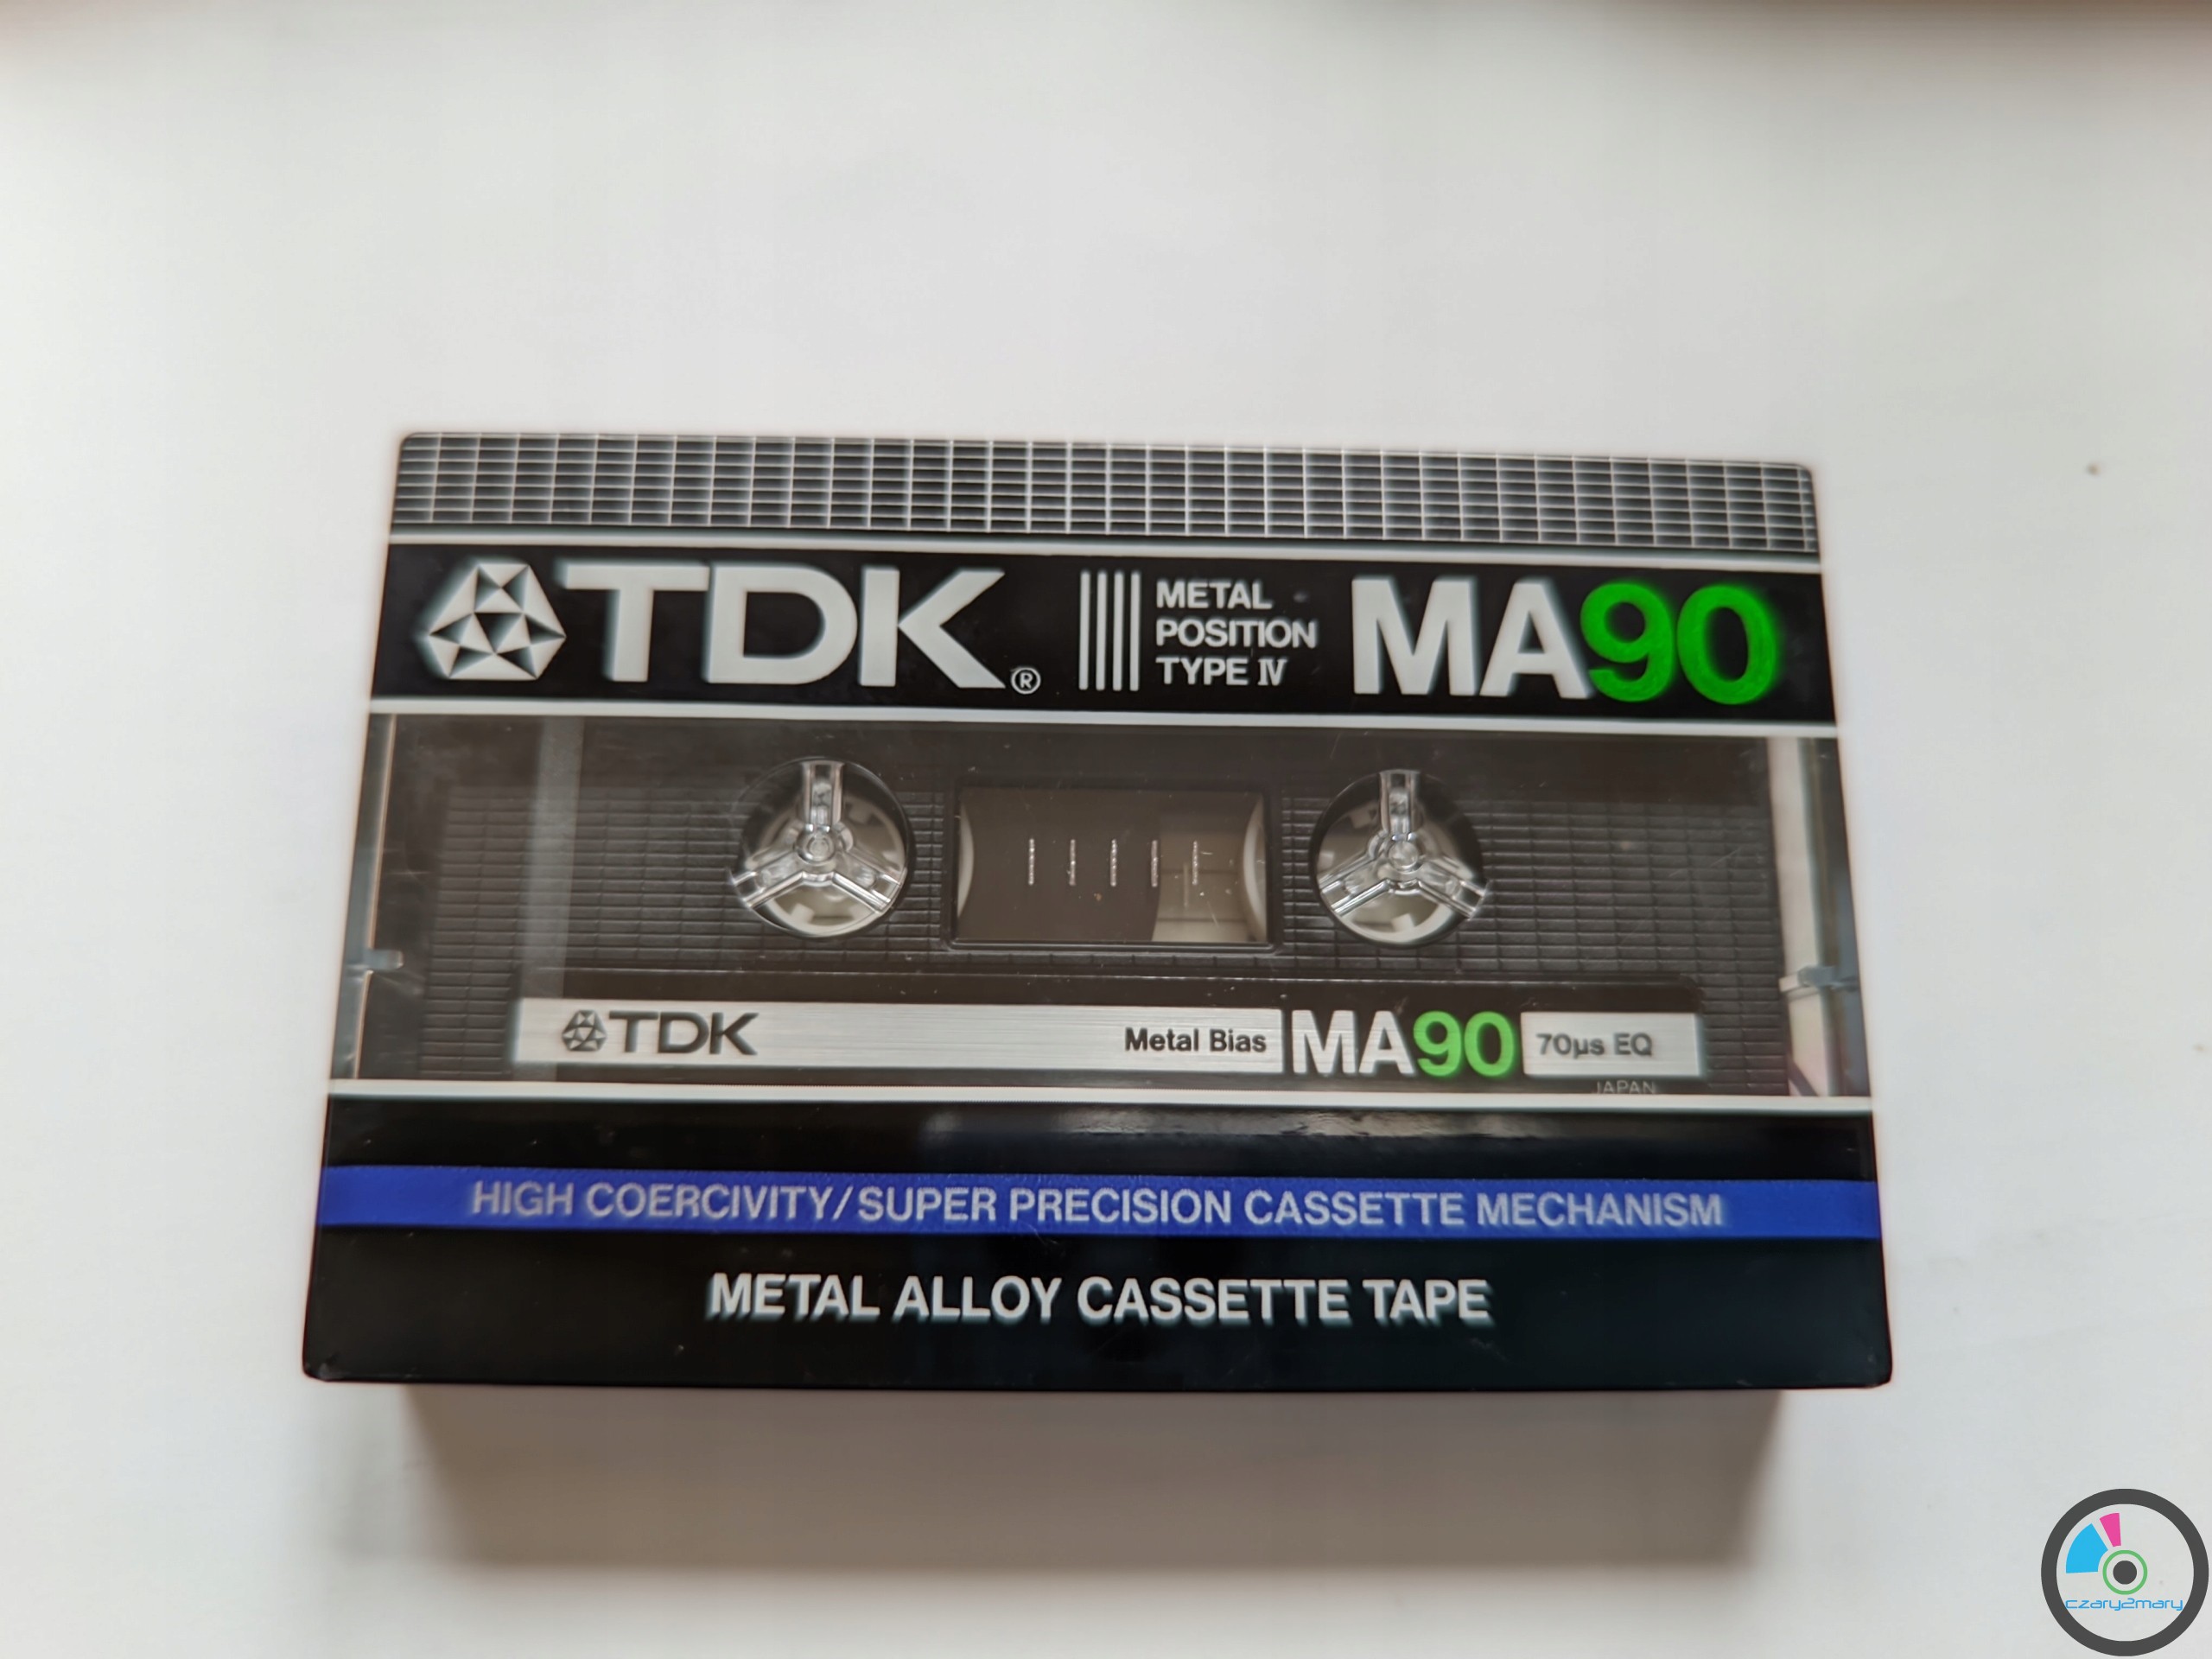 TDK®
METAL
POSITION
TYPE IV
MA90
TDK
Metal Bias
MA90
70µs EQ
JAPAN
HIGH COERCIVITY/SUPER PRECISION CASSETTE MECHANISM
METAL ALLOY CASSETTE TAPE
czary2mary